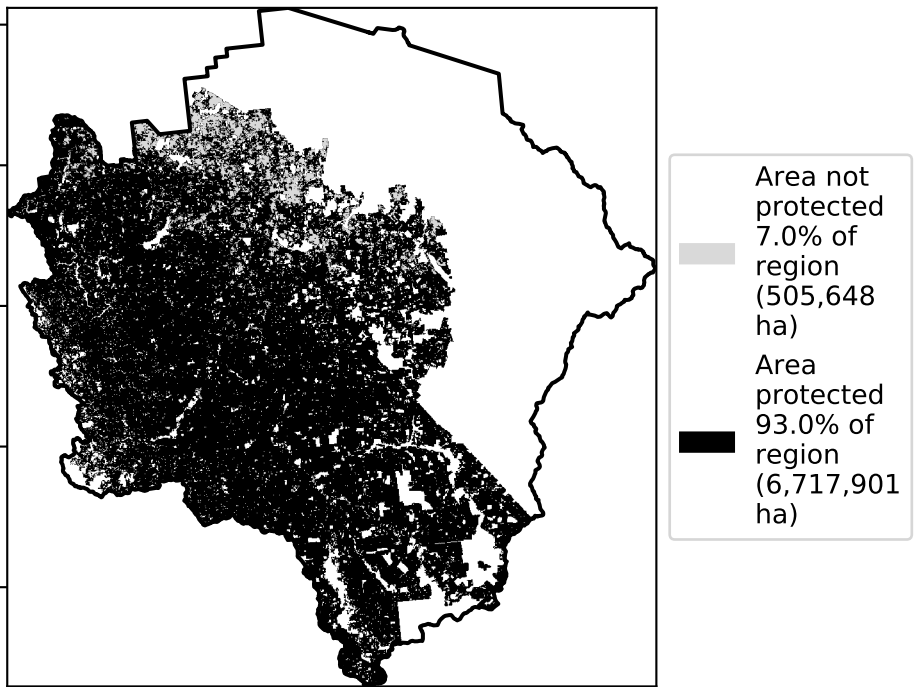 Area not
protected
7.0% of
region
(505,648
ha)
Area
protected
93.0% of
region
(6,717,901
ha)